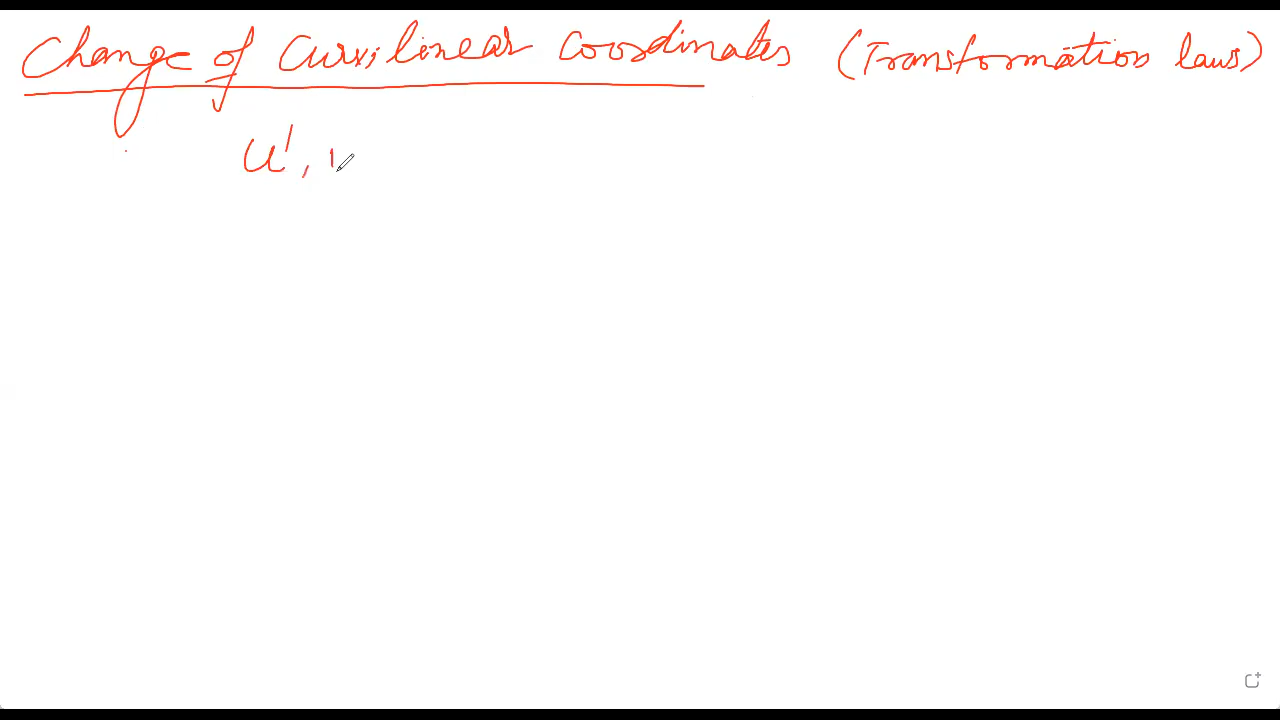 Change of Curvilinear Coordinates (Transformation laws)
u¹,